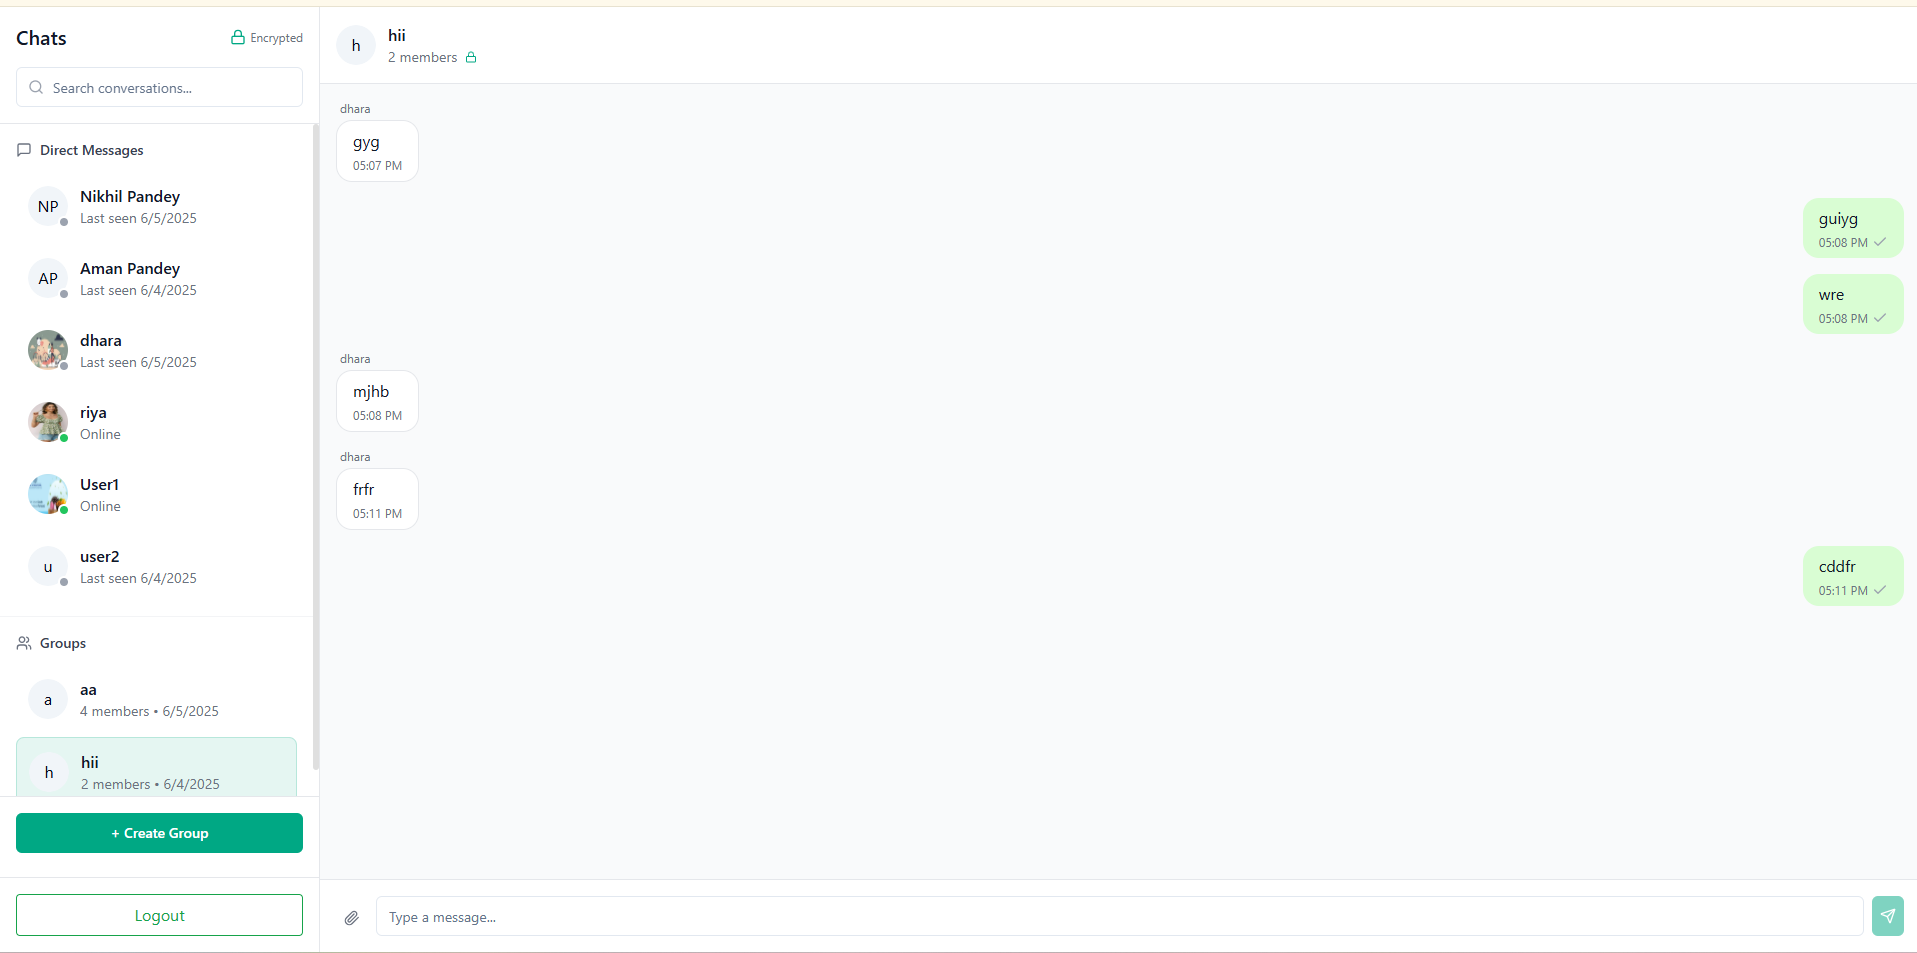 Chats
Encrypted
Search conversations...
Direct Messages
NP
Nikhil Pandey
Last seen 6/5/2025
AP
Aman Pandey
Last seen 6/4/2025
dhara
Last seen 6/5/2025
riya
Online
User1
Online
u
user2
Last seen 6/4/2025
Groups
a
aa
4 members • 6/5/2025
h
hii
2 members • 6/4/2025
+ Create Group
Logout
h
hii
2 members
dhara
gyg
05:07 PM
guiyg
05:08 PM
wre
05:08 PM
dhara
mjhb
05:08 PM
dhara
frfr
05:11 PM
cddfr
05:11 PM
Type a message...